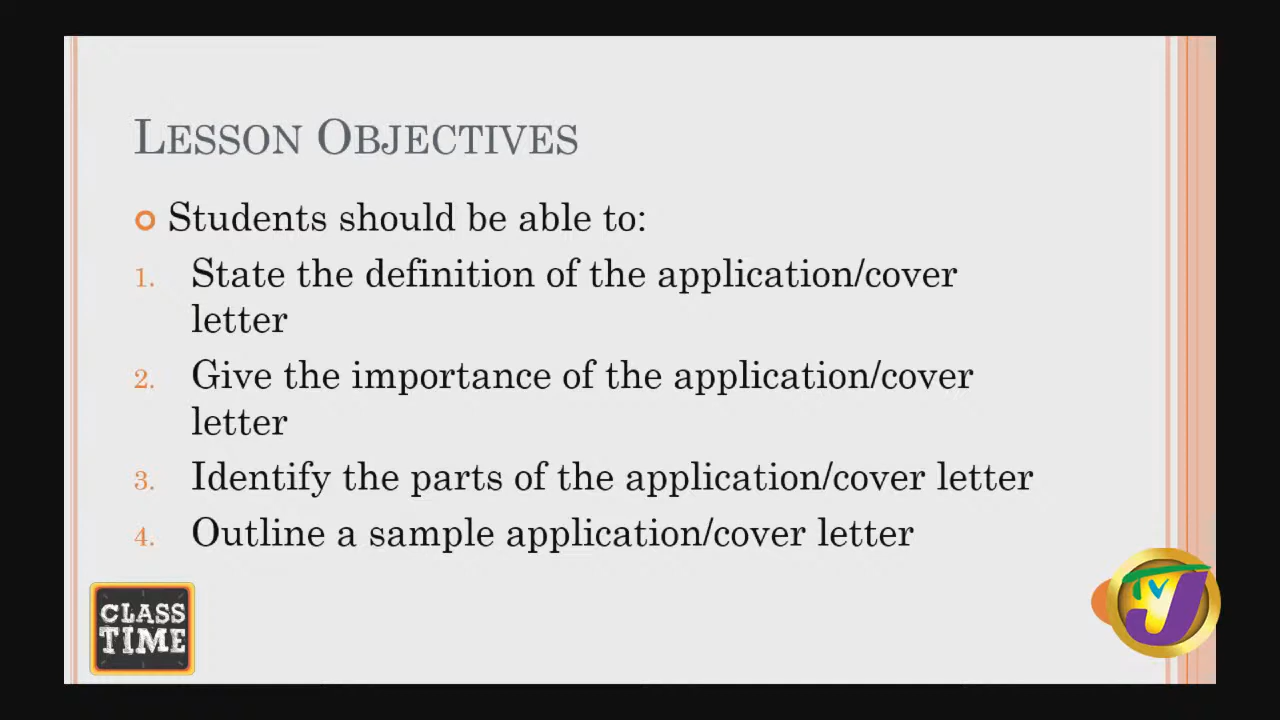 LESSON OBJECTIVES
Students should be able to:
1. State the definition of the application/cover
letter
2. Give the importance of the application/cover
letter
3. Identify the parts of the application/cover letter
4. Outline a sample application/cover letter
CLASS
TIME
TVJ